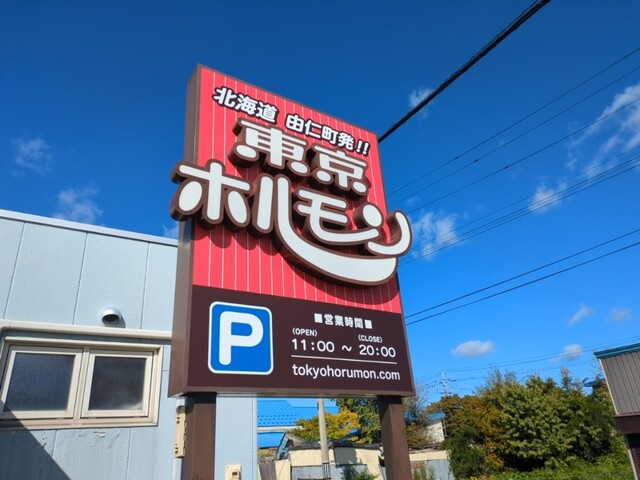 北海道 由仁町発!!
東京
ホルモン
P
■営業時間■
(OPEN) (CLOSE)
11:00 ~ 20:00
tokyohorumon.com